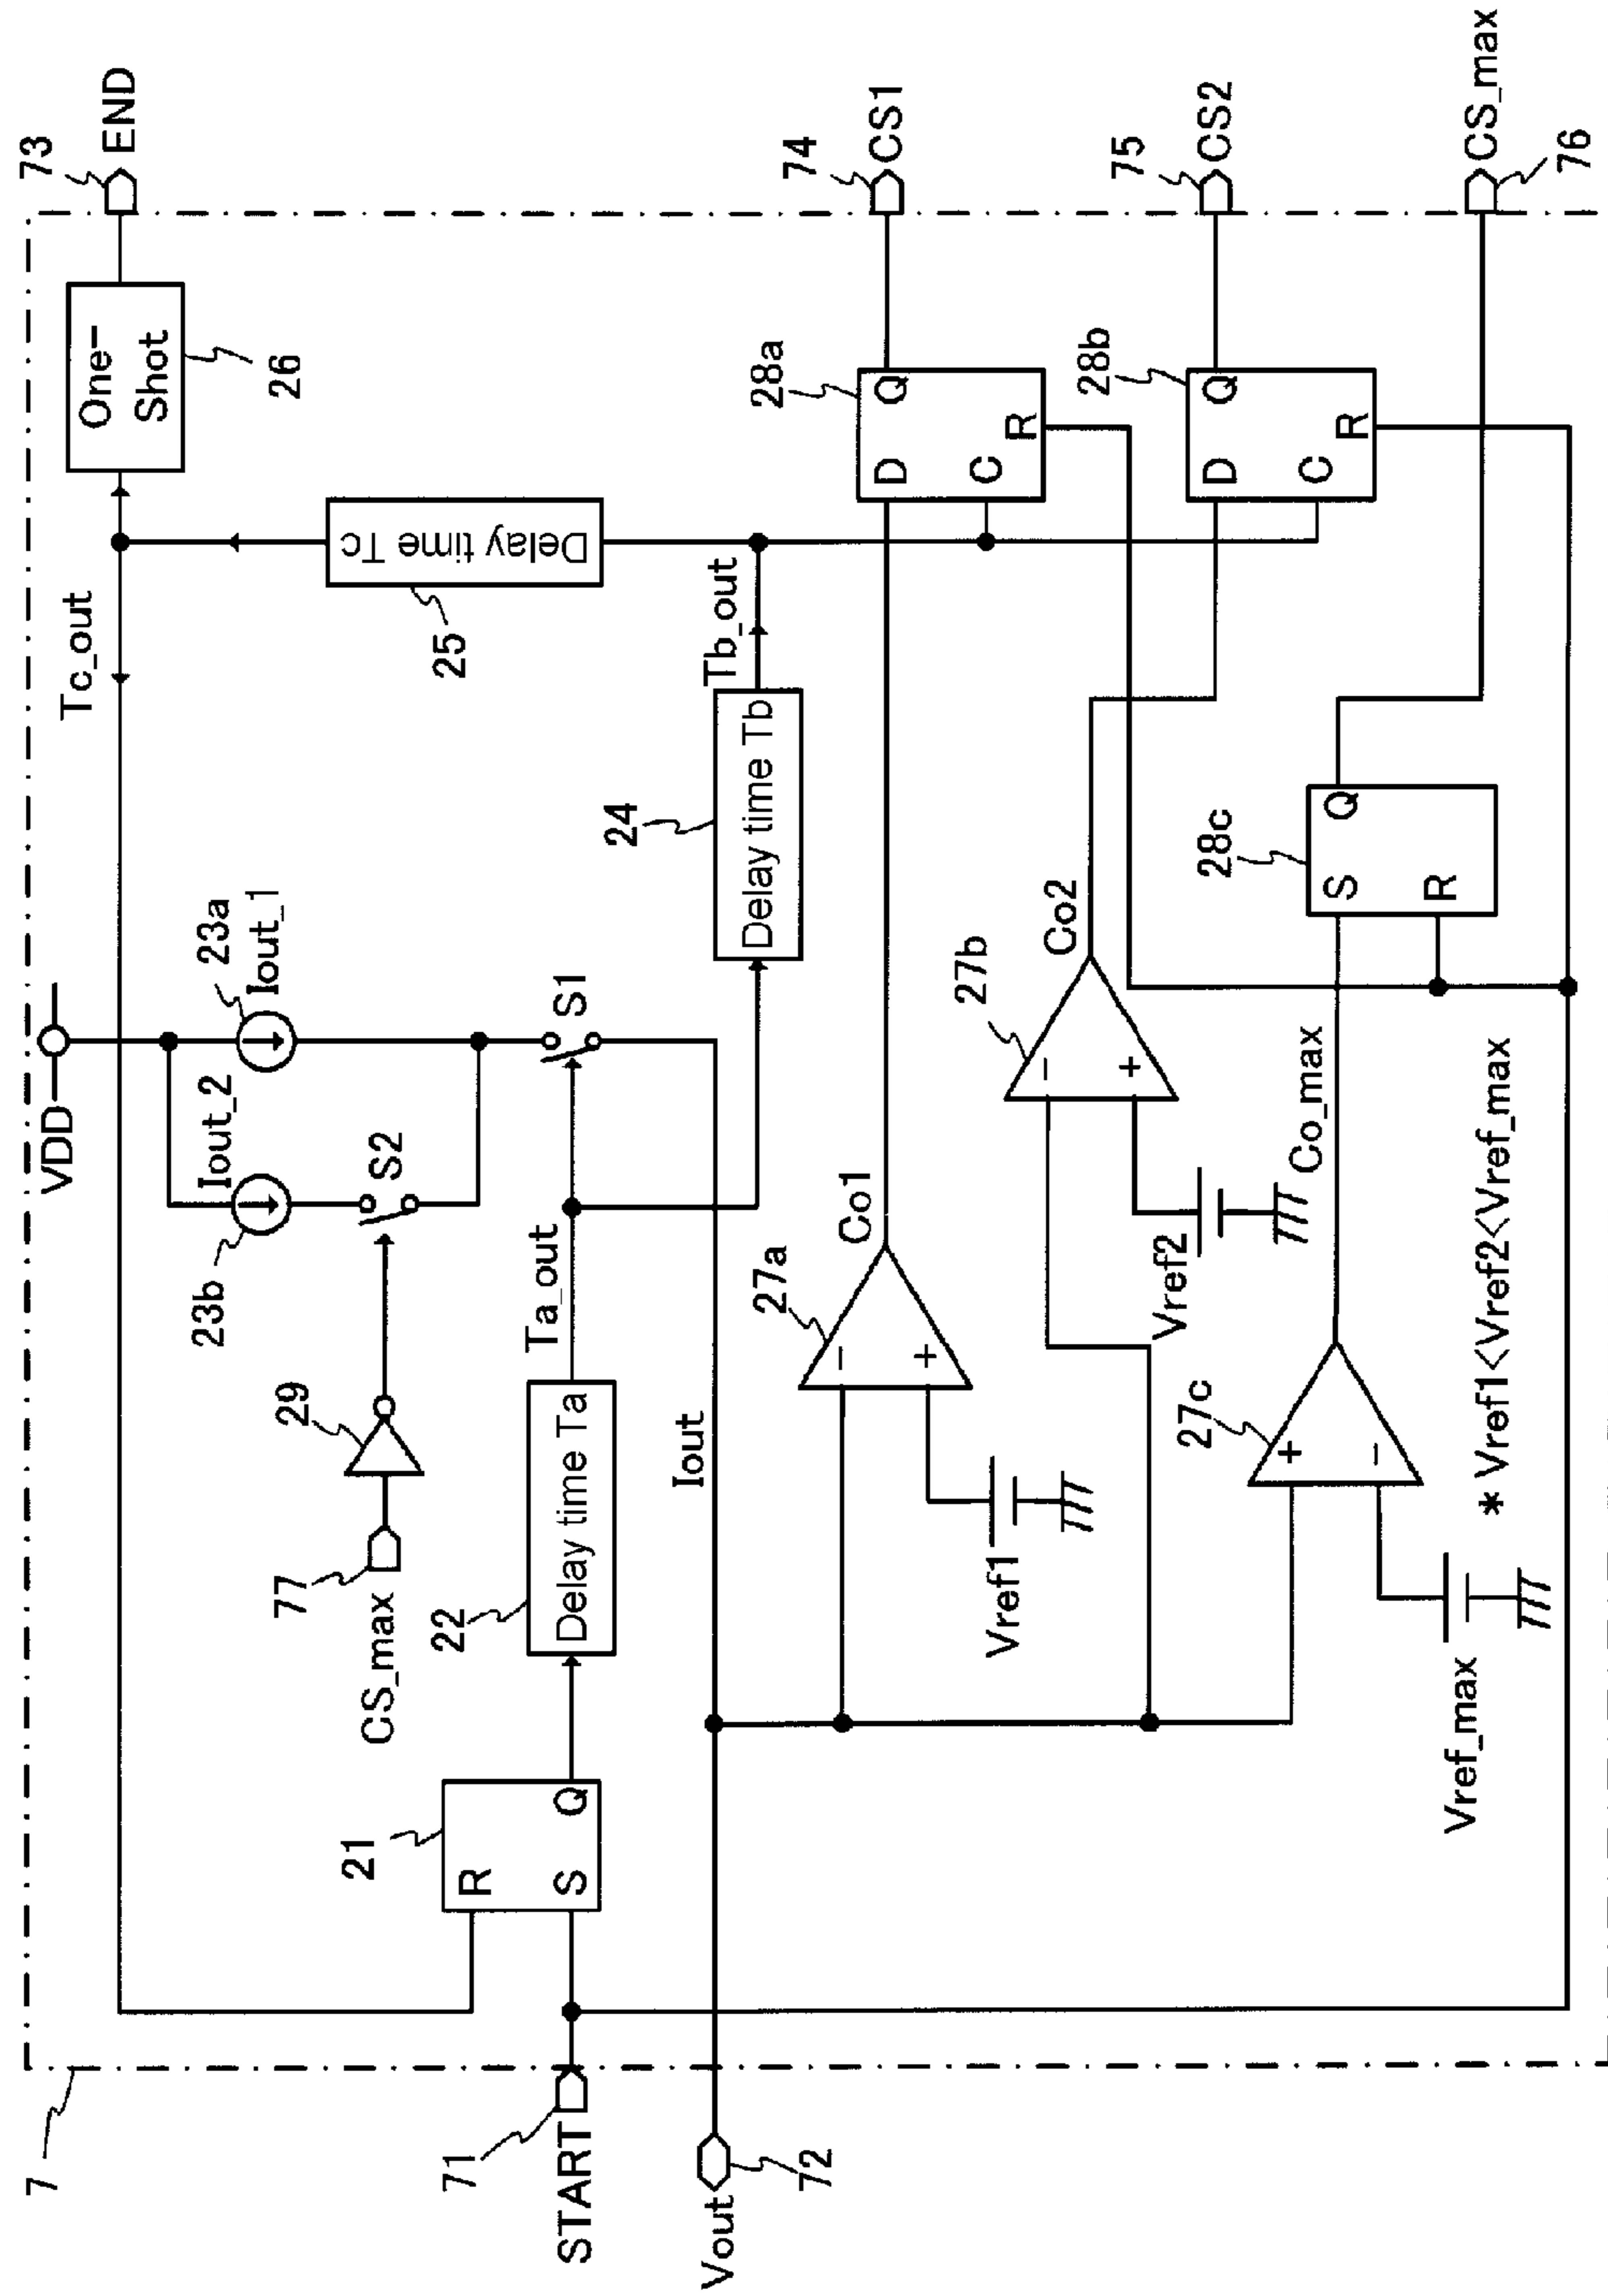 7
VDD
Tc_out
73
END
One-
Shot
26
23b
Iout_2
23a
Iout_1
S2
S1
77
CS_max
29
21
R
S
Q
22
Delay time Ta
Ta_out
25
Delay time Tc
71
START
24
Delay time Tb
Tb_out
Vout
72
Iout
27a
-
+
Co1
Vref1
28a
D
Q
C
R
74
CS1
27b
-
+
Co2
Vref2
28b
D
Q
C
R
75
CS2
27c
+
-
Co_max
Vref_max
28c
S
Q
R
CS_max
76
* Vref1<Vref2<Vref_max